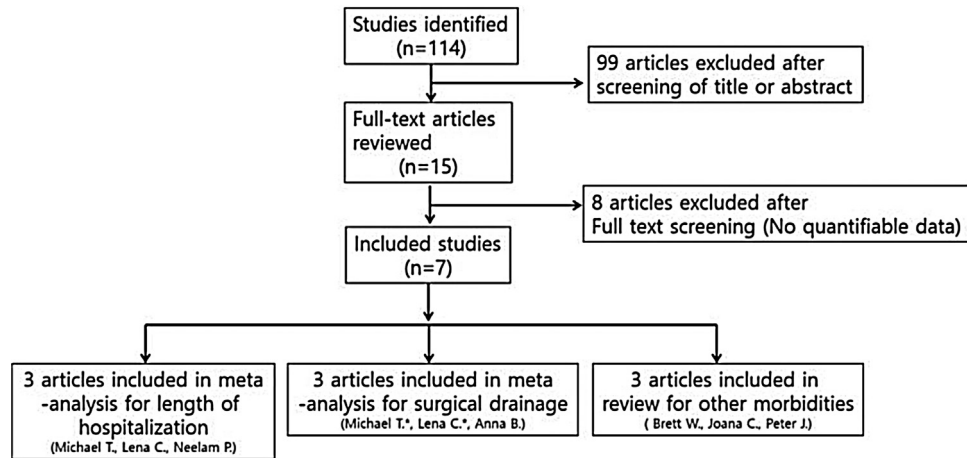 Studies identified
(n=114)
99 articles excluded after
screening of title or abstract
Full-text articles
reviewed
(n=15)
8 articles excluded after
Full text screening (No quantifiable data)
Included studies
(n=7)
3 articles included in meta
-analysis for length of
hospitalization
(Michael T., Lena C., Neelam P.)
3 articles included in meta
-analysis for surgical drainage
(Michael T.*, Lena C.*, Anna B.)
3 articles included in
review for other morbidities
( Brett W., Joana C., Peter J.)